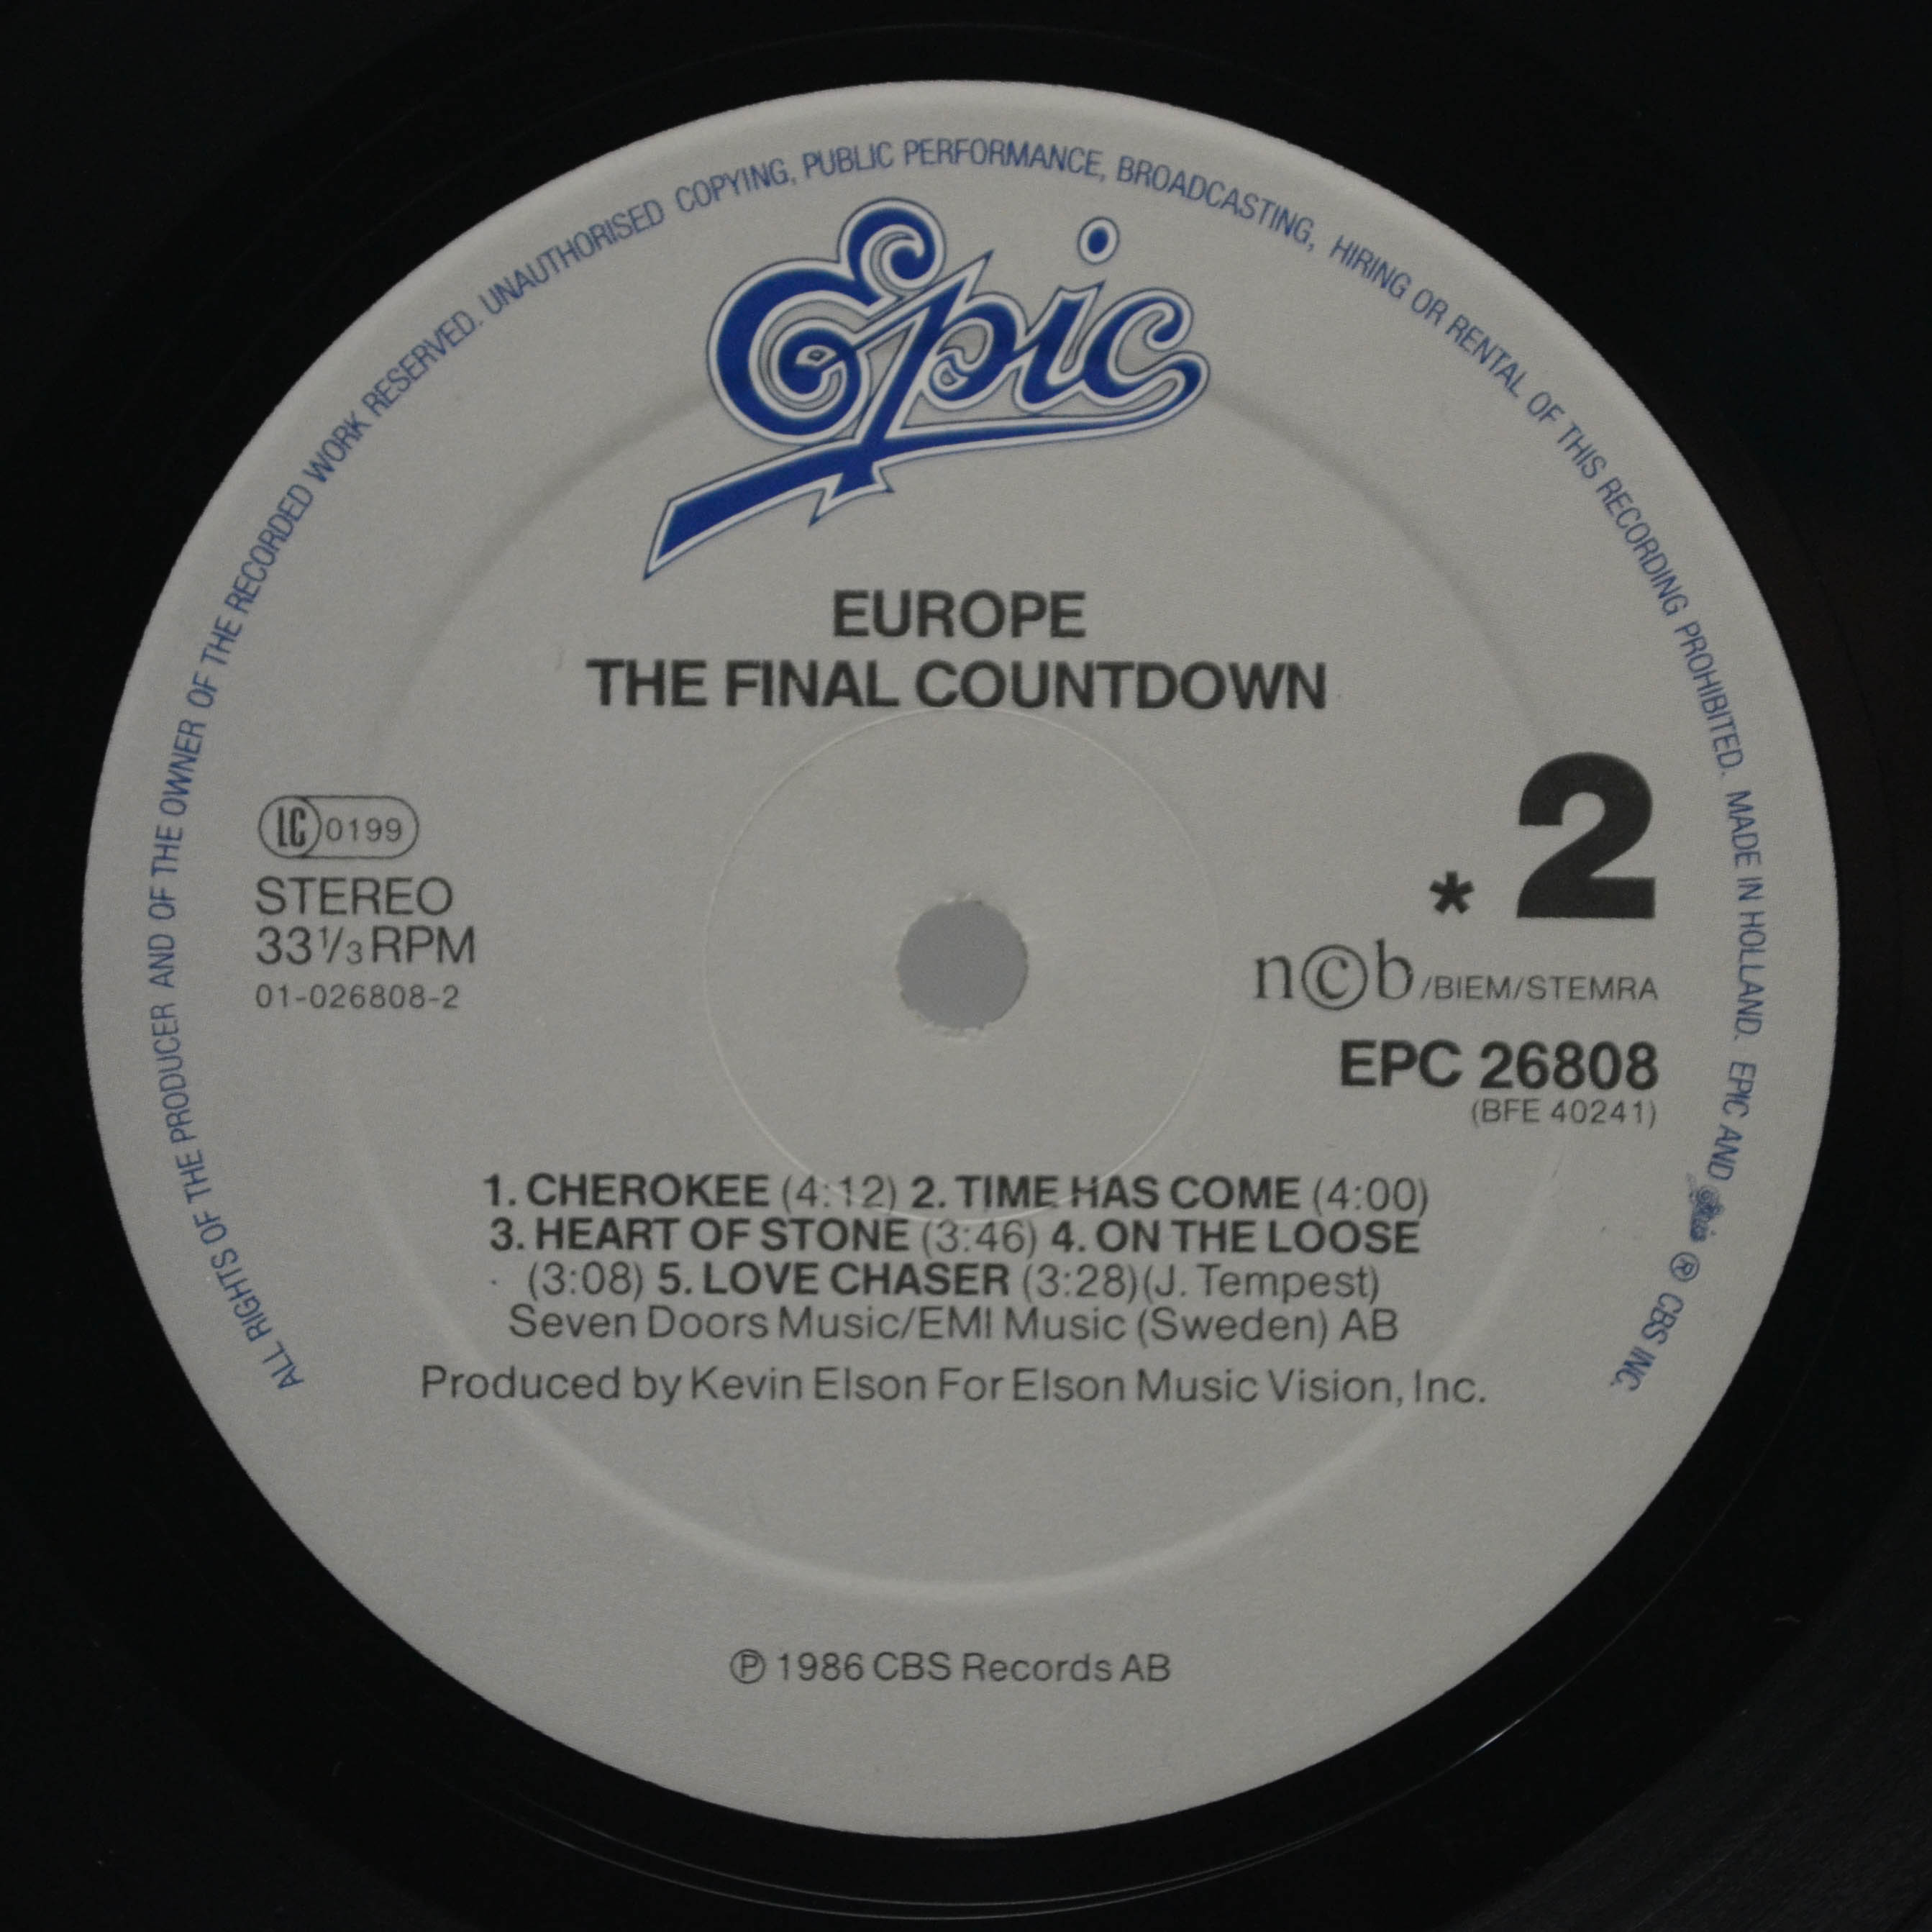 ALL RIGHTS OF THE PRODUCER AND OF THE OWNER OF THE RECORDED WORK RESERVED. UNAUTHORISED COPYING, PUBLIC PERFORMANCE, BROADCASTING, HIRING OR RENTAL OF THIS RECORDING PROHIBITED. MADE IN HOLLAND. EPIC AND Epic ® CBS INC.
Epic
EUROPE
THE FINAL COUNTDOWN
LC 0199
STEREO
33 1/3 RPM
01-026808-2
* 2
n©b/BIEM/STEMRA
EPC 26808
(BFE 40241)
1. CHEROKEE (4:12) 2. TIME HAS COME (4:00)
3. HEART OF STONE (3:46) 4. ON THE LOOSE
(3:08) 5. LOVE CHASER (3:28)(J. Tempest)
Seven Doors Music/EMI Music (Sweden) AB
Produced by Kevin Elson For Elson Music Vision, Inc.
℗ 1986 CBS Records AB